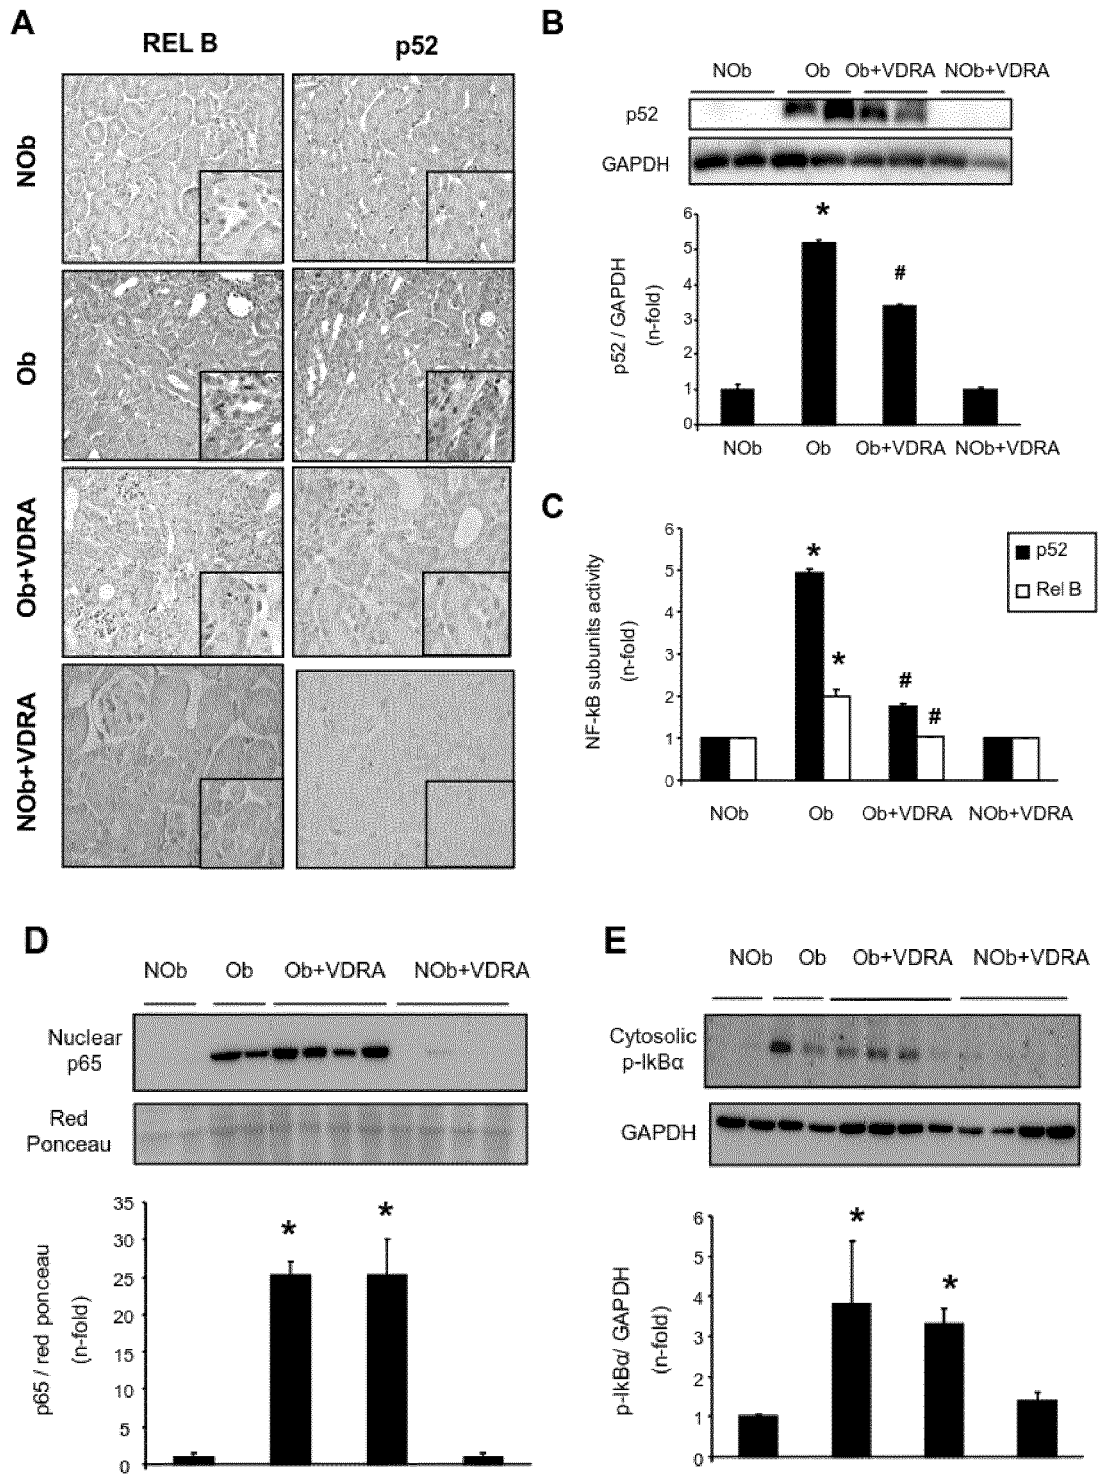 A
REL B
p52
NOb
Ob
Ob+VDRA
NOb+VDRA
B
NOb
Ob
Ob+VDRA
NOb+VDRA
p52
GAPDH
p52 / GAPDH
(n-fold)
6
5
4
3
2
1
0
*
#
NOb
Ob
Ob+VDRA
NOb+VDRA
C
NF-kB subunits activity
(n-fold)
6
5
4
3
2
1
0
*
*
#
#
p52
Rel B
NOb
Ob
Ob+VDRA
NOb+VDRA
D
NOb
Ob
Ob+VDRA
NOb+VDRA
Nuclear
p65
Red
Ponceau
p65 / red ponceau
(n-fold)
35
30
25
20
15
10
5
0
*
*
E
NOb
Ob
Ob+VDRA
NOb+VDRA
Cytosolic
p-IkBα
GAPDH
p-IkBα/ GAPDH
(n-fold)
6
5
4
3
2
1
0
*
*